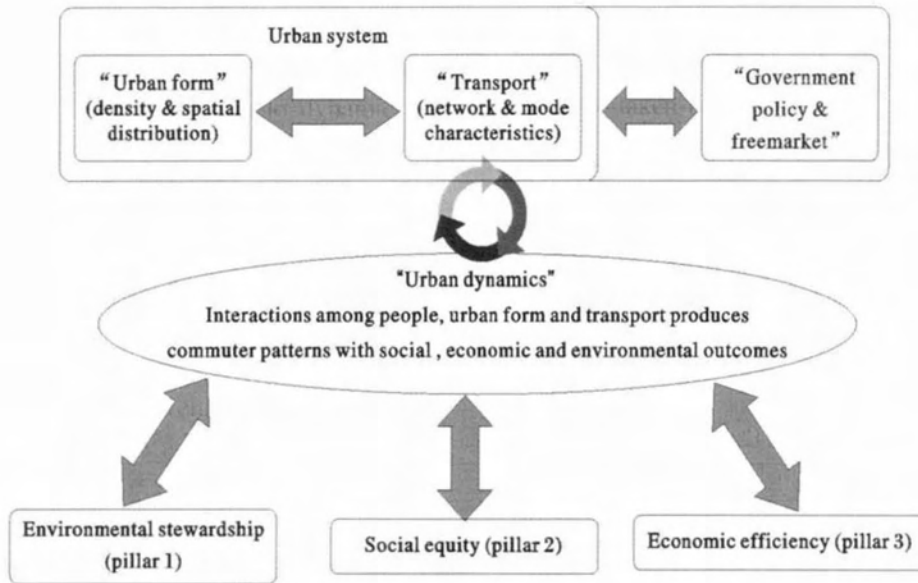 Urban system
“Urban form”
(density & spatial
distribution)
“Transport”
(network & mode
characteristics)
“Government
policy &
freemarket”
"Urban dynamics"
Interactions among people, urban form and transport produces
commuter patterns with social , economic and environmental outcomes
Environmental stewardship
(pillar 1)
Social equity (pillar 2)
Economic efficiency (pillar 3)